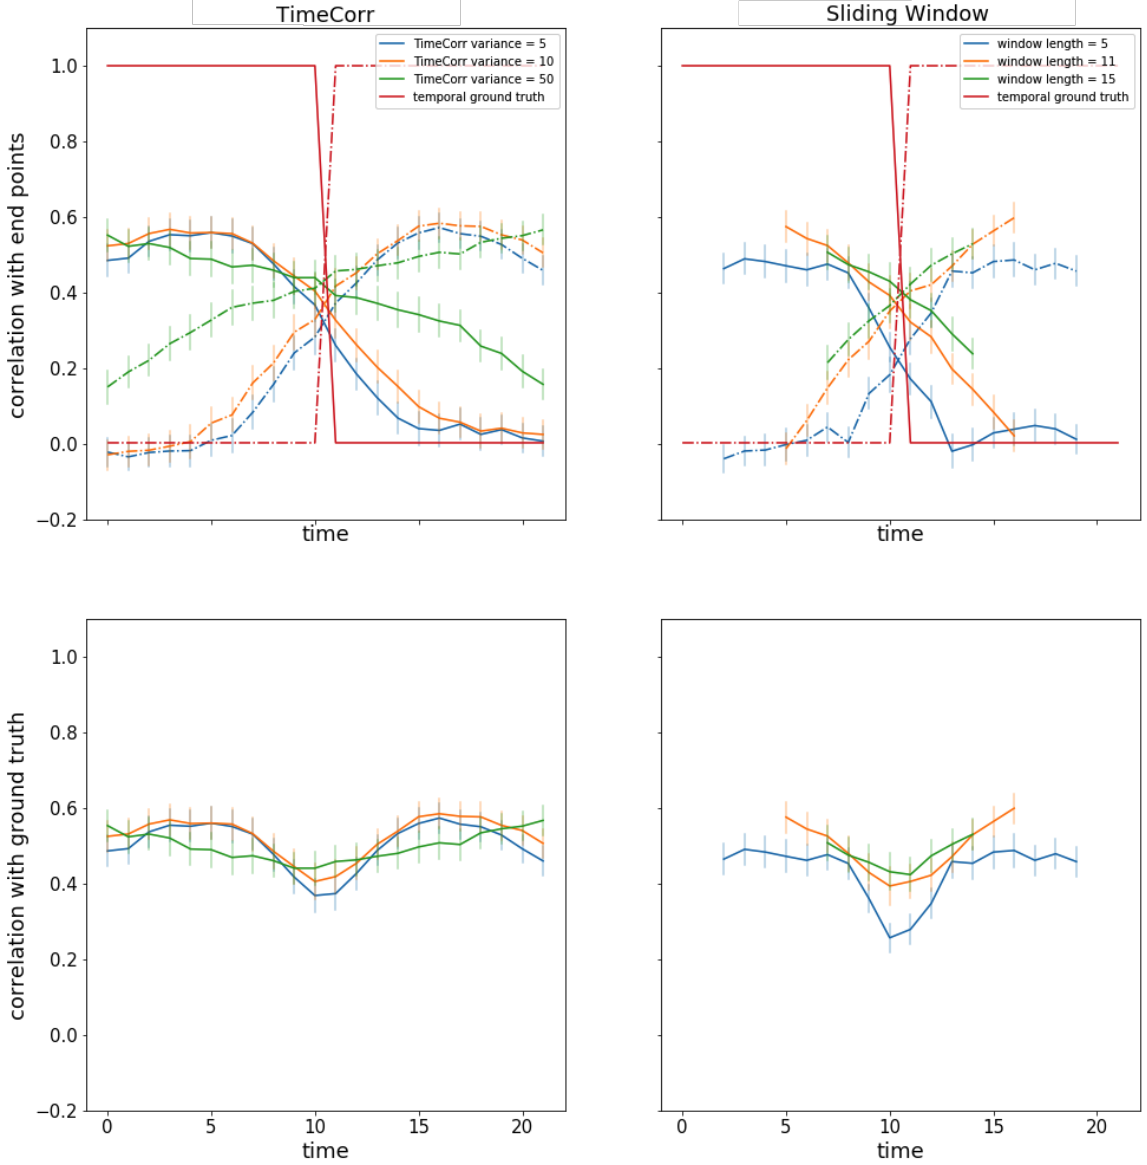 TimeCorr
TimeCorr variance = 5
TimeCorr variance = 10
TimeCorr variance = 50
temporal ground truth
correlation with end points
1.0
0.8
0.6
0.4
0.2
0.0
−0.2
time
Sliding Window
window length = 5
window length = 11
window length = 15
temporal ground truth
time
correlation with ground truth
1.0
0.8
0.6
0.4
0.2
0.0
−0.2
0 5 10 15 20
time
0 5 10 15 20
time